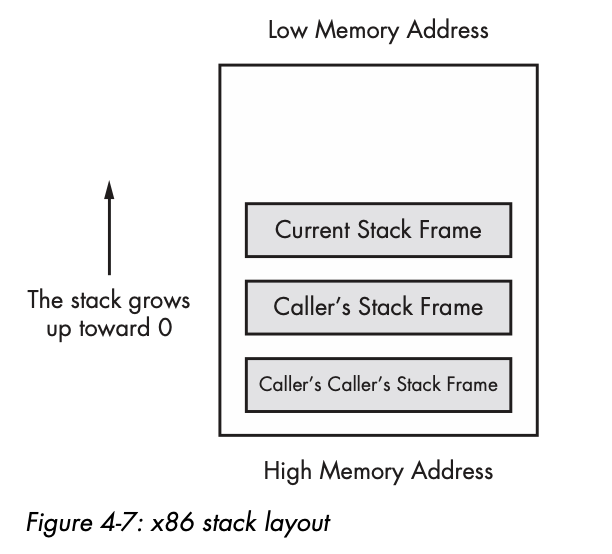 Low Memory Address
Current Stack Frame
The stack grows
up toward 0
Caller's Stack Frame
Caller's Caller's Stack Frame
High Memory Address
Figure 4-7: x86 stack layout